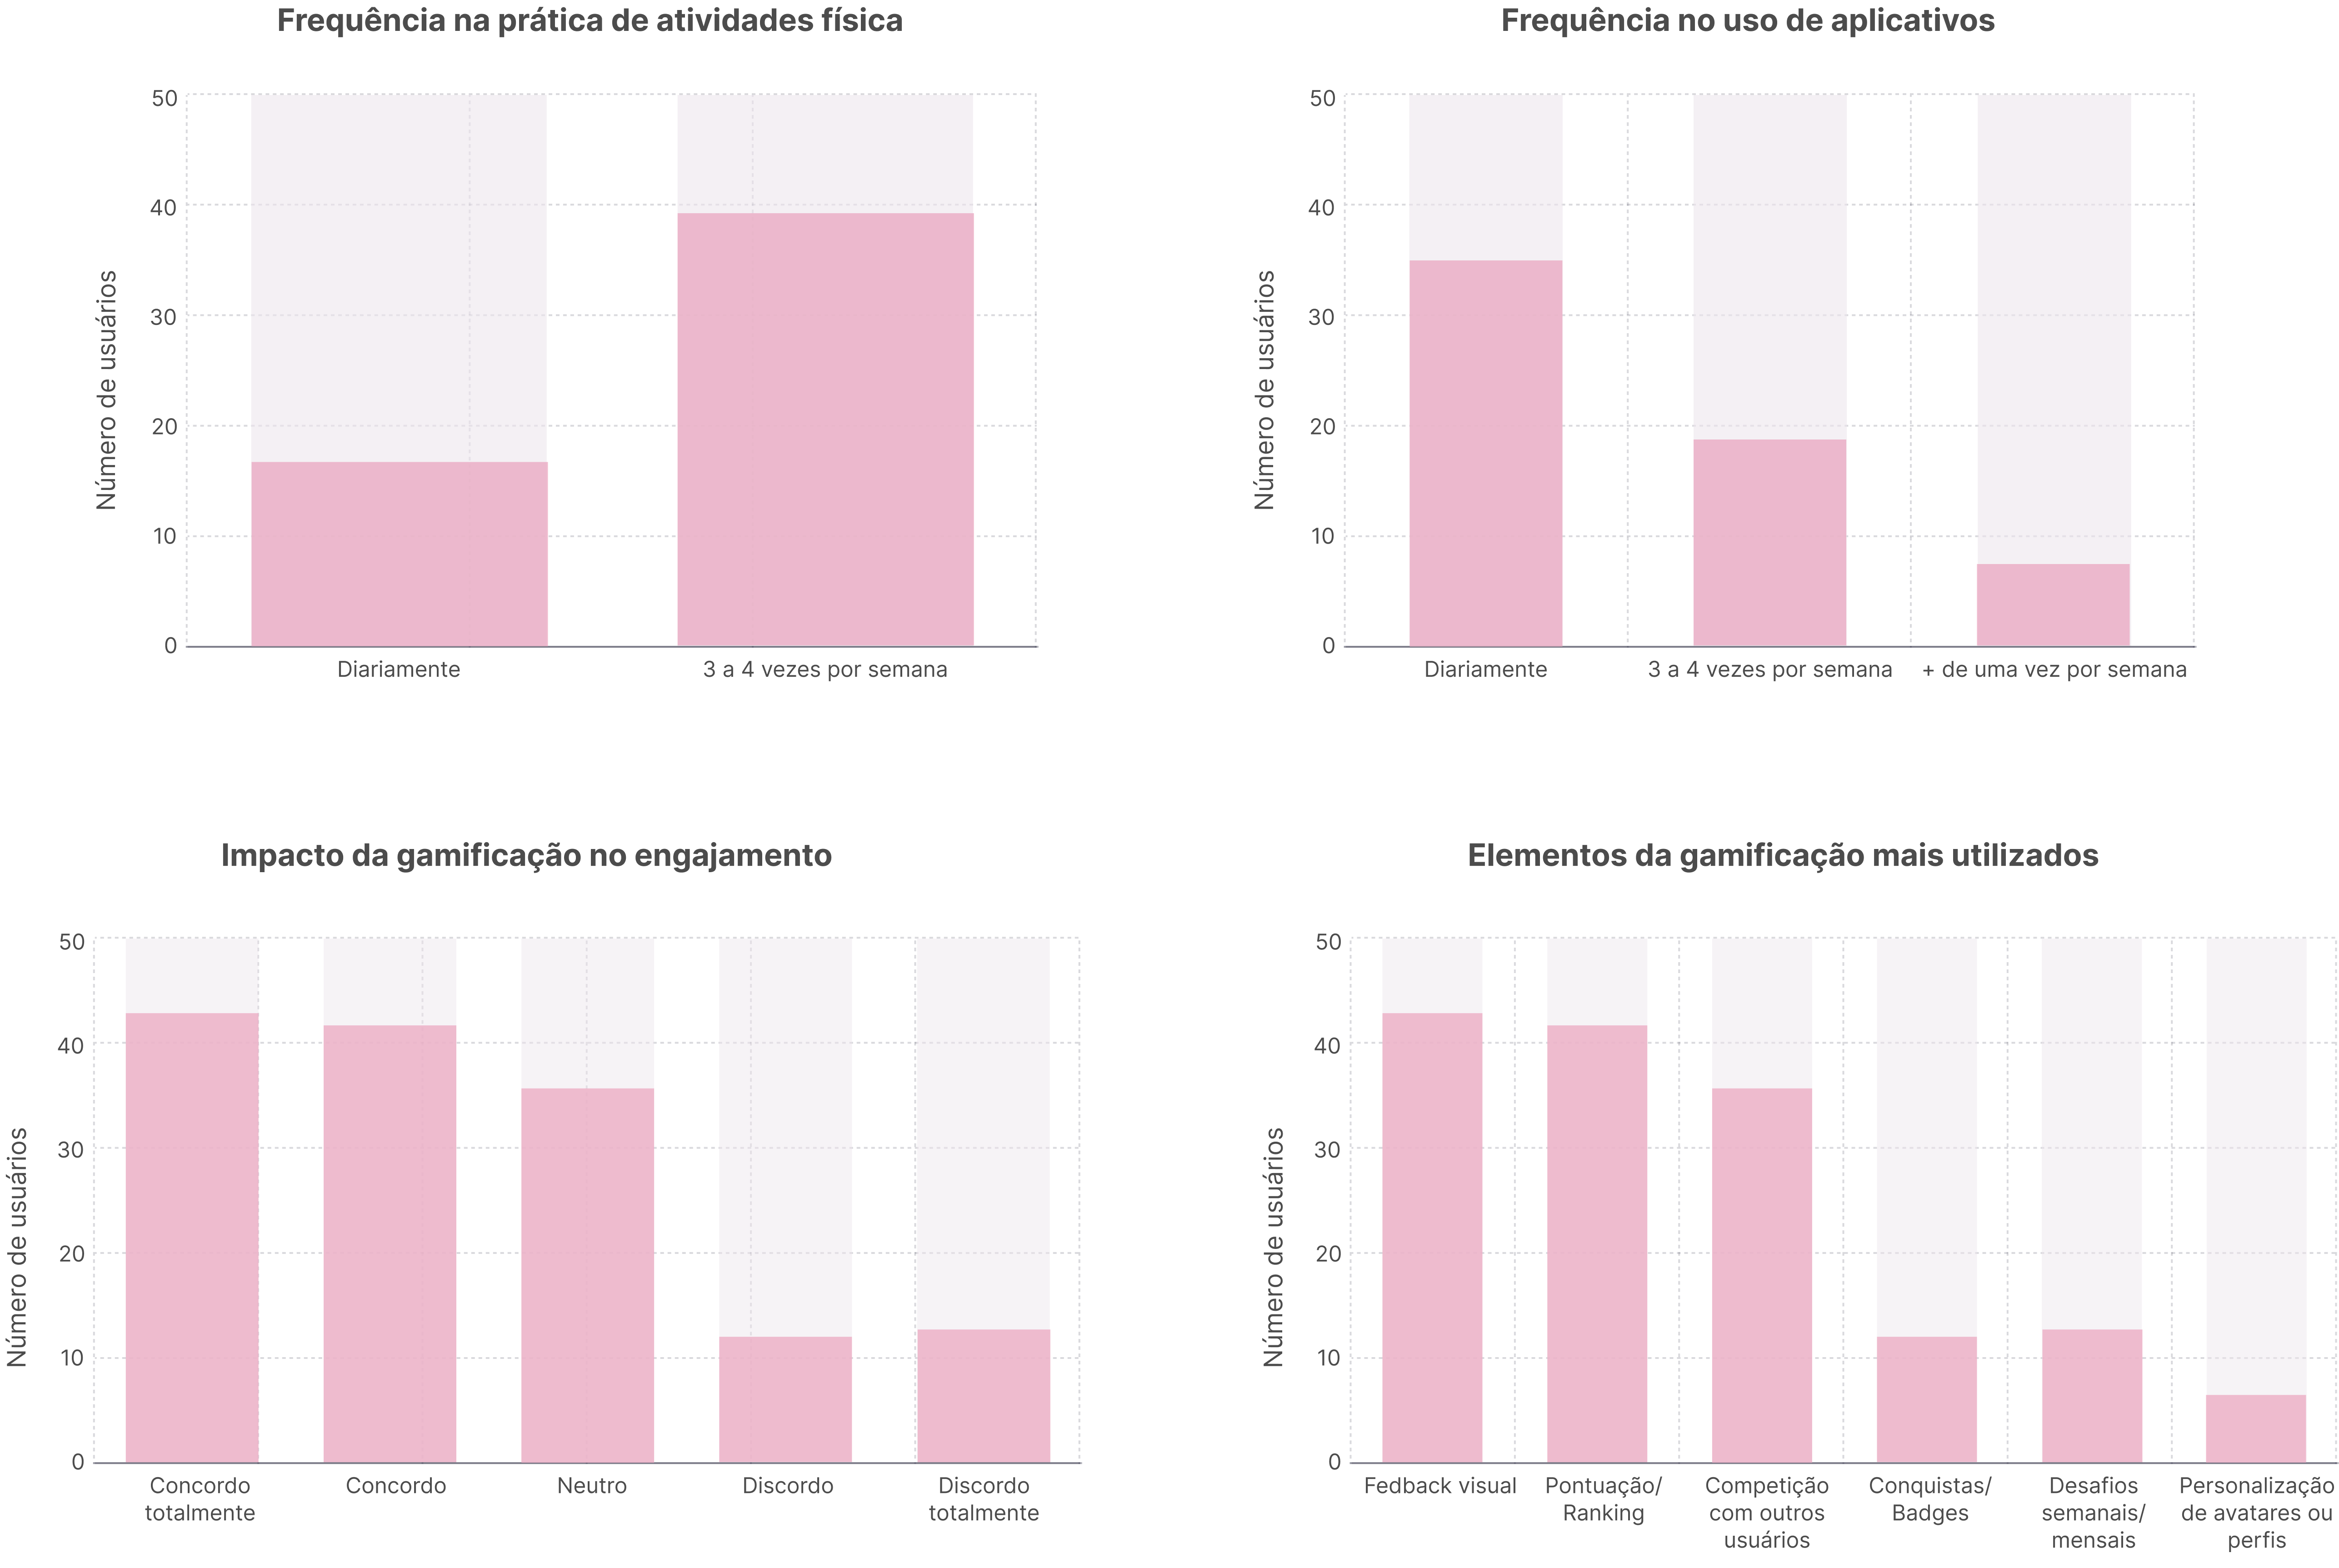 Frequência na prática de atividades física
Número de usuários
50
40
30
20
10
0
Diariamente
3 a 4 vezes por semana
Frequência no uso de aplicativos
Número de usuários
50
40
30
20
10
0
Diariamente
3 a 4 vezes por semana
+ de uma vez por semana
Impacto da gamificação no engajamento
Número de usuários
50
40
30
20
10
0
Concordo
totalmente
Concordo
Neutro
Discordo
Discordo
totalmente
Elementos da gamificação mais utilizados
Número de usuários
50
40
30
20
10
0
Fedback visual
Pontuação/
Ranking
Competição
com outros
usuários
Conquistas/
Badges
Desafios
semanais/
mensais
Personalização
de avatares ou
perfis